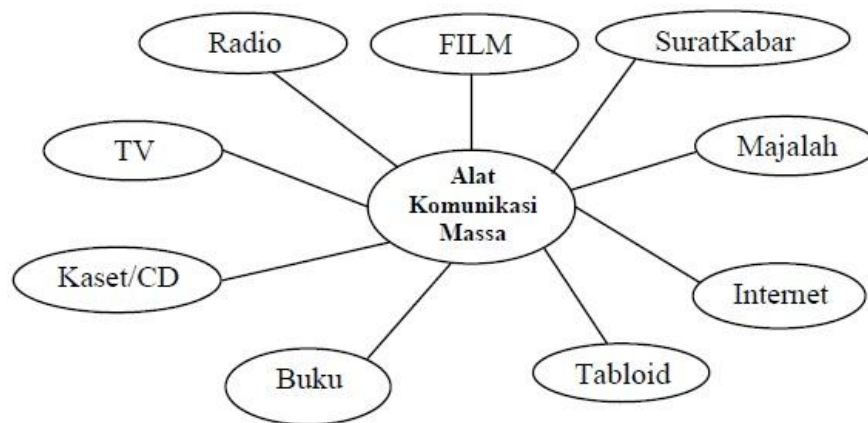 Radio
FILM
SuratKabar
TV
Alat
Komunikasi
Massa
Majalah
Kaset/CD
Internet
Buku
Tabloid